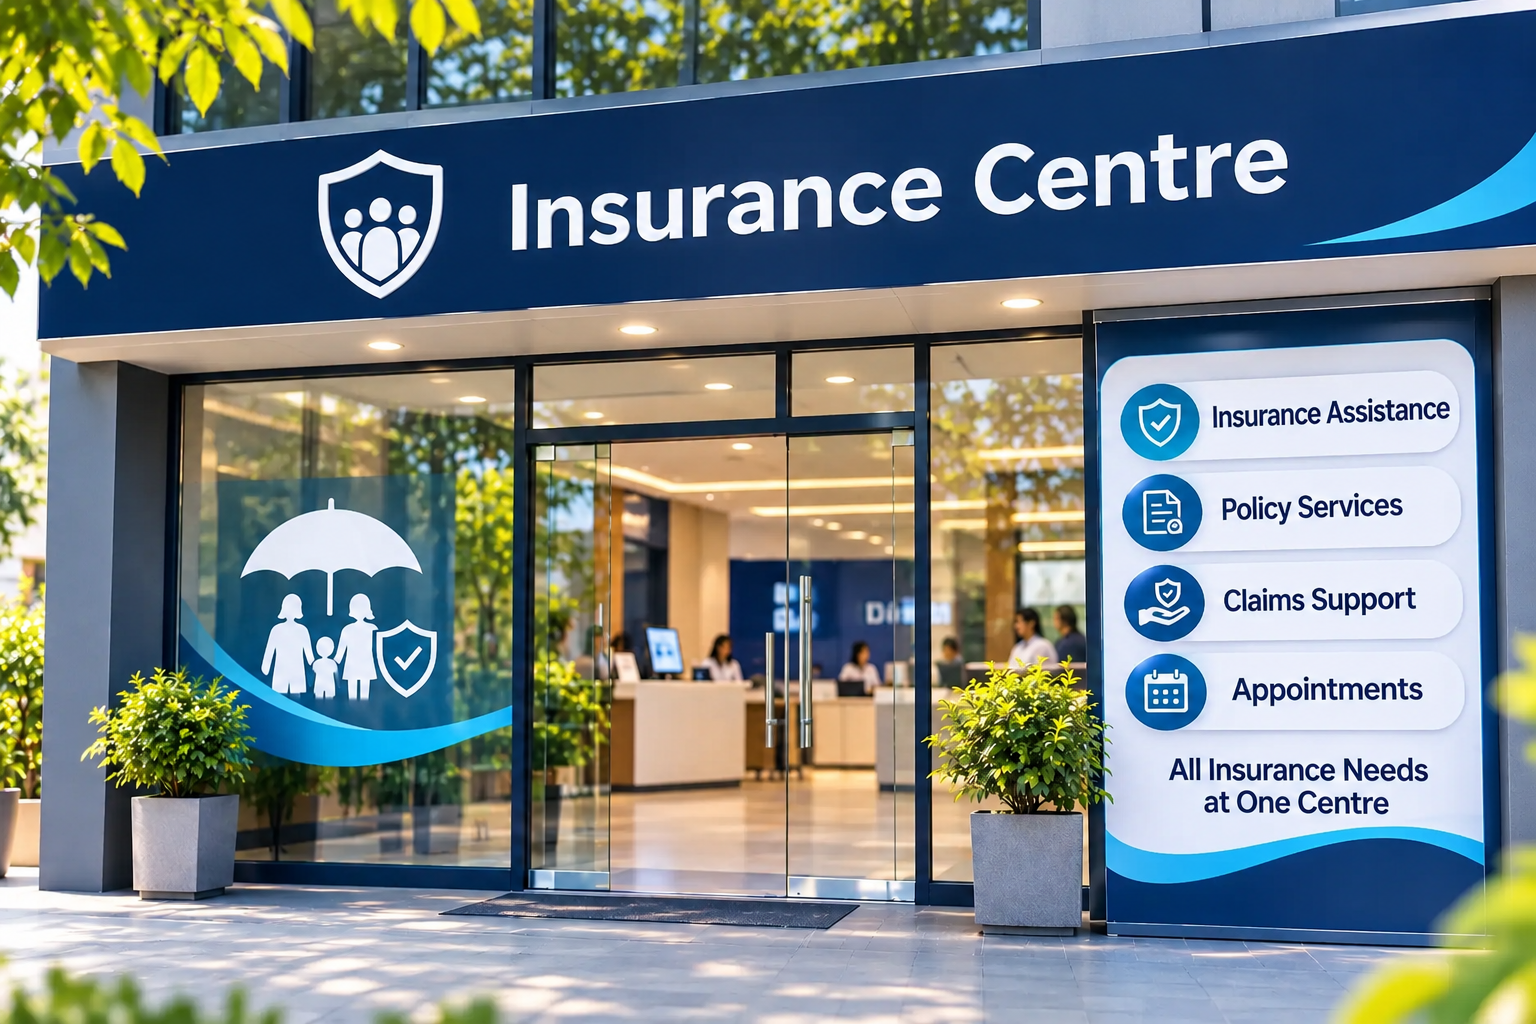 Insurance Centre
Insurance Assistance
Policy Services
Claims Support
Appointments
All Insurance Needs
at One Centre